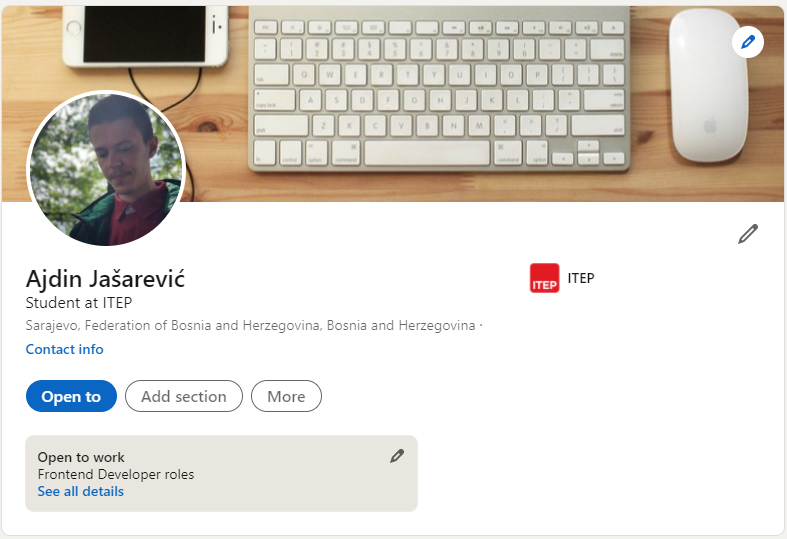 Ajdin Jašarević
Student at ITEP
Sarajevo, Federation of Bosnia and Herzegovina, Bosnia and Herzegovina ·
Contact info
ITEP
ITEP
Open to
Add section
More
Open to work
Frontend Developer roles
See all details